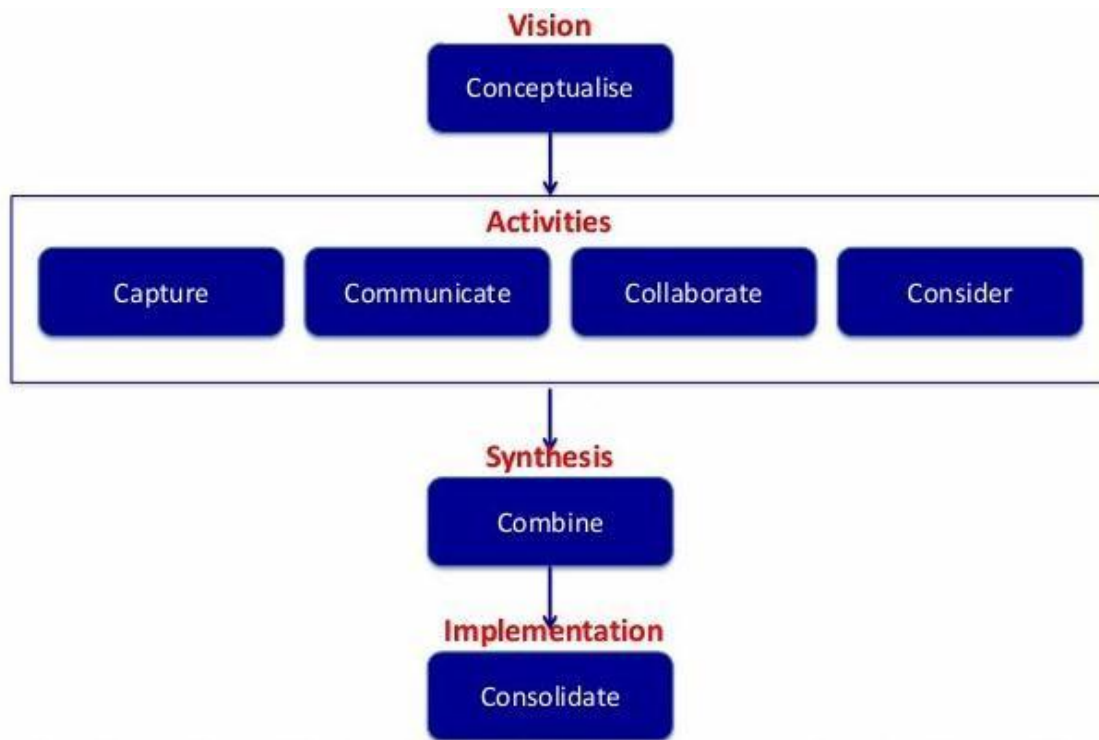 Vision
Conceptualise
Activities
Capture Communicate Collaborate Consider
Synthesis
Combine
Implementation
Consolidate